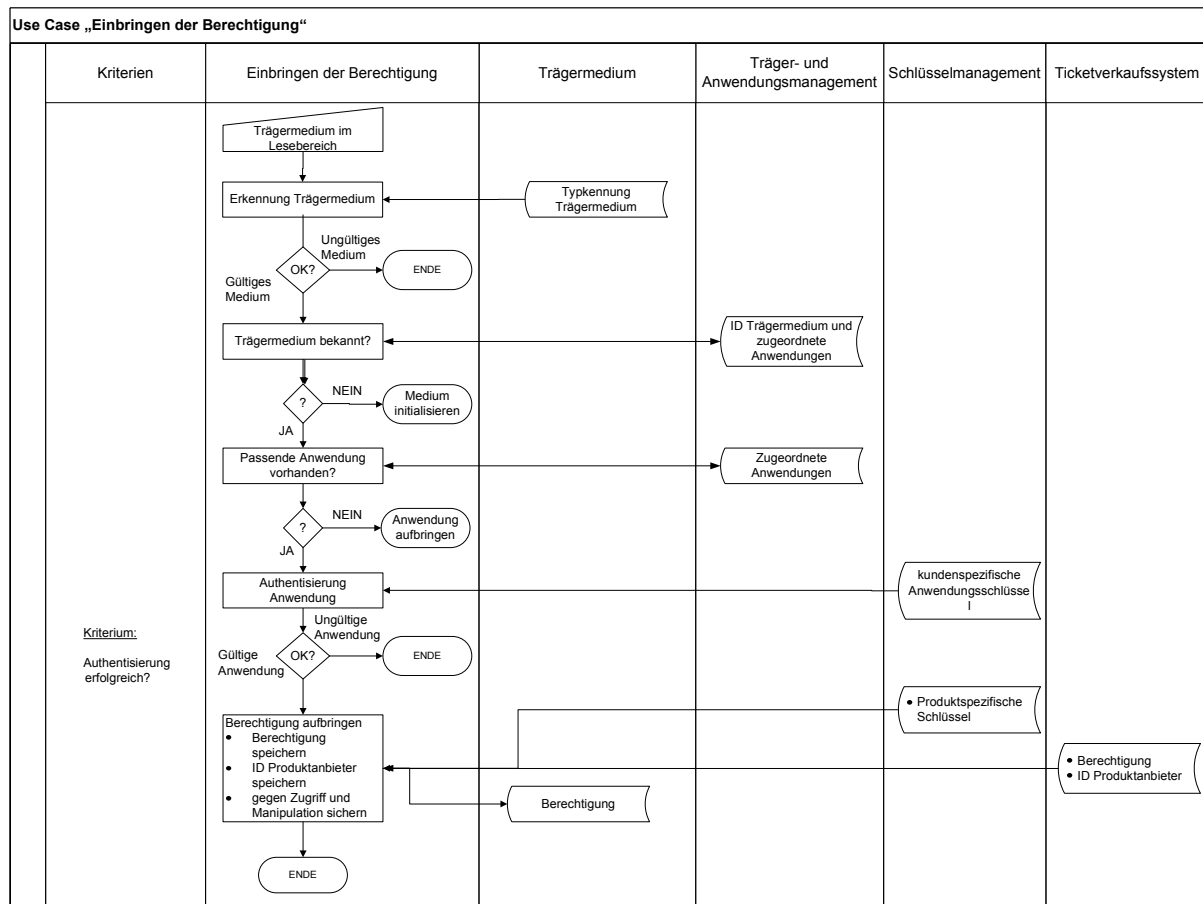 Use Case „Einbringen der Berechtigung“
Kriterien
Einbringen der Berechtigung
Trägermedium
Träger- und
Anwendungsmanagement
Schlüsselmanagement
Ticketverkaufssystem
Trägermedium im
Lesebereich
Erkennung Trägermedium
Typkennung
Trägermedium
Ungültiges
Medium
OK?
ENDE
Gültiges
Medium
Trägermedium bekannt?
ID Trägermedium und
zugeordnete
Anwendungen
?
NEIN
Medium
initialisieren
JA
Passende Anwendung
vorhanden?
Zugeordnete
Anwendungen
?
NEIN
Anwendung
aufbringen
JA
Authentisierung
Anwendung
kundenspezifische
Anwendungsschlüsse
l
Ungültige
Anwendung
Kriterium:
Authentisierung
erfolgreich?
OK?
ENDE
Gültige
Anwendung
• Produktspezifische
Schlüssel
Berechtigung aufbringen
• Berechtigung
speichern
• ID Produktanbieter
speichern
• gegen Zugriff und
Manipulation sichern
• Berechtigung
• ID Produktanbieter
Berechtigung
ENDE